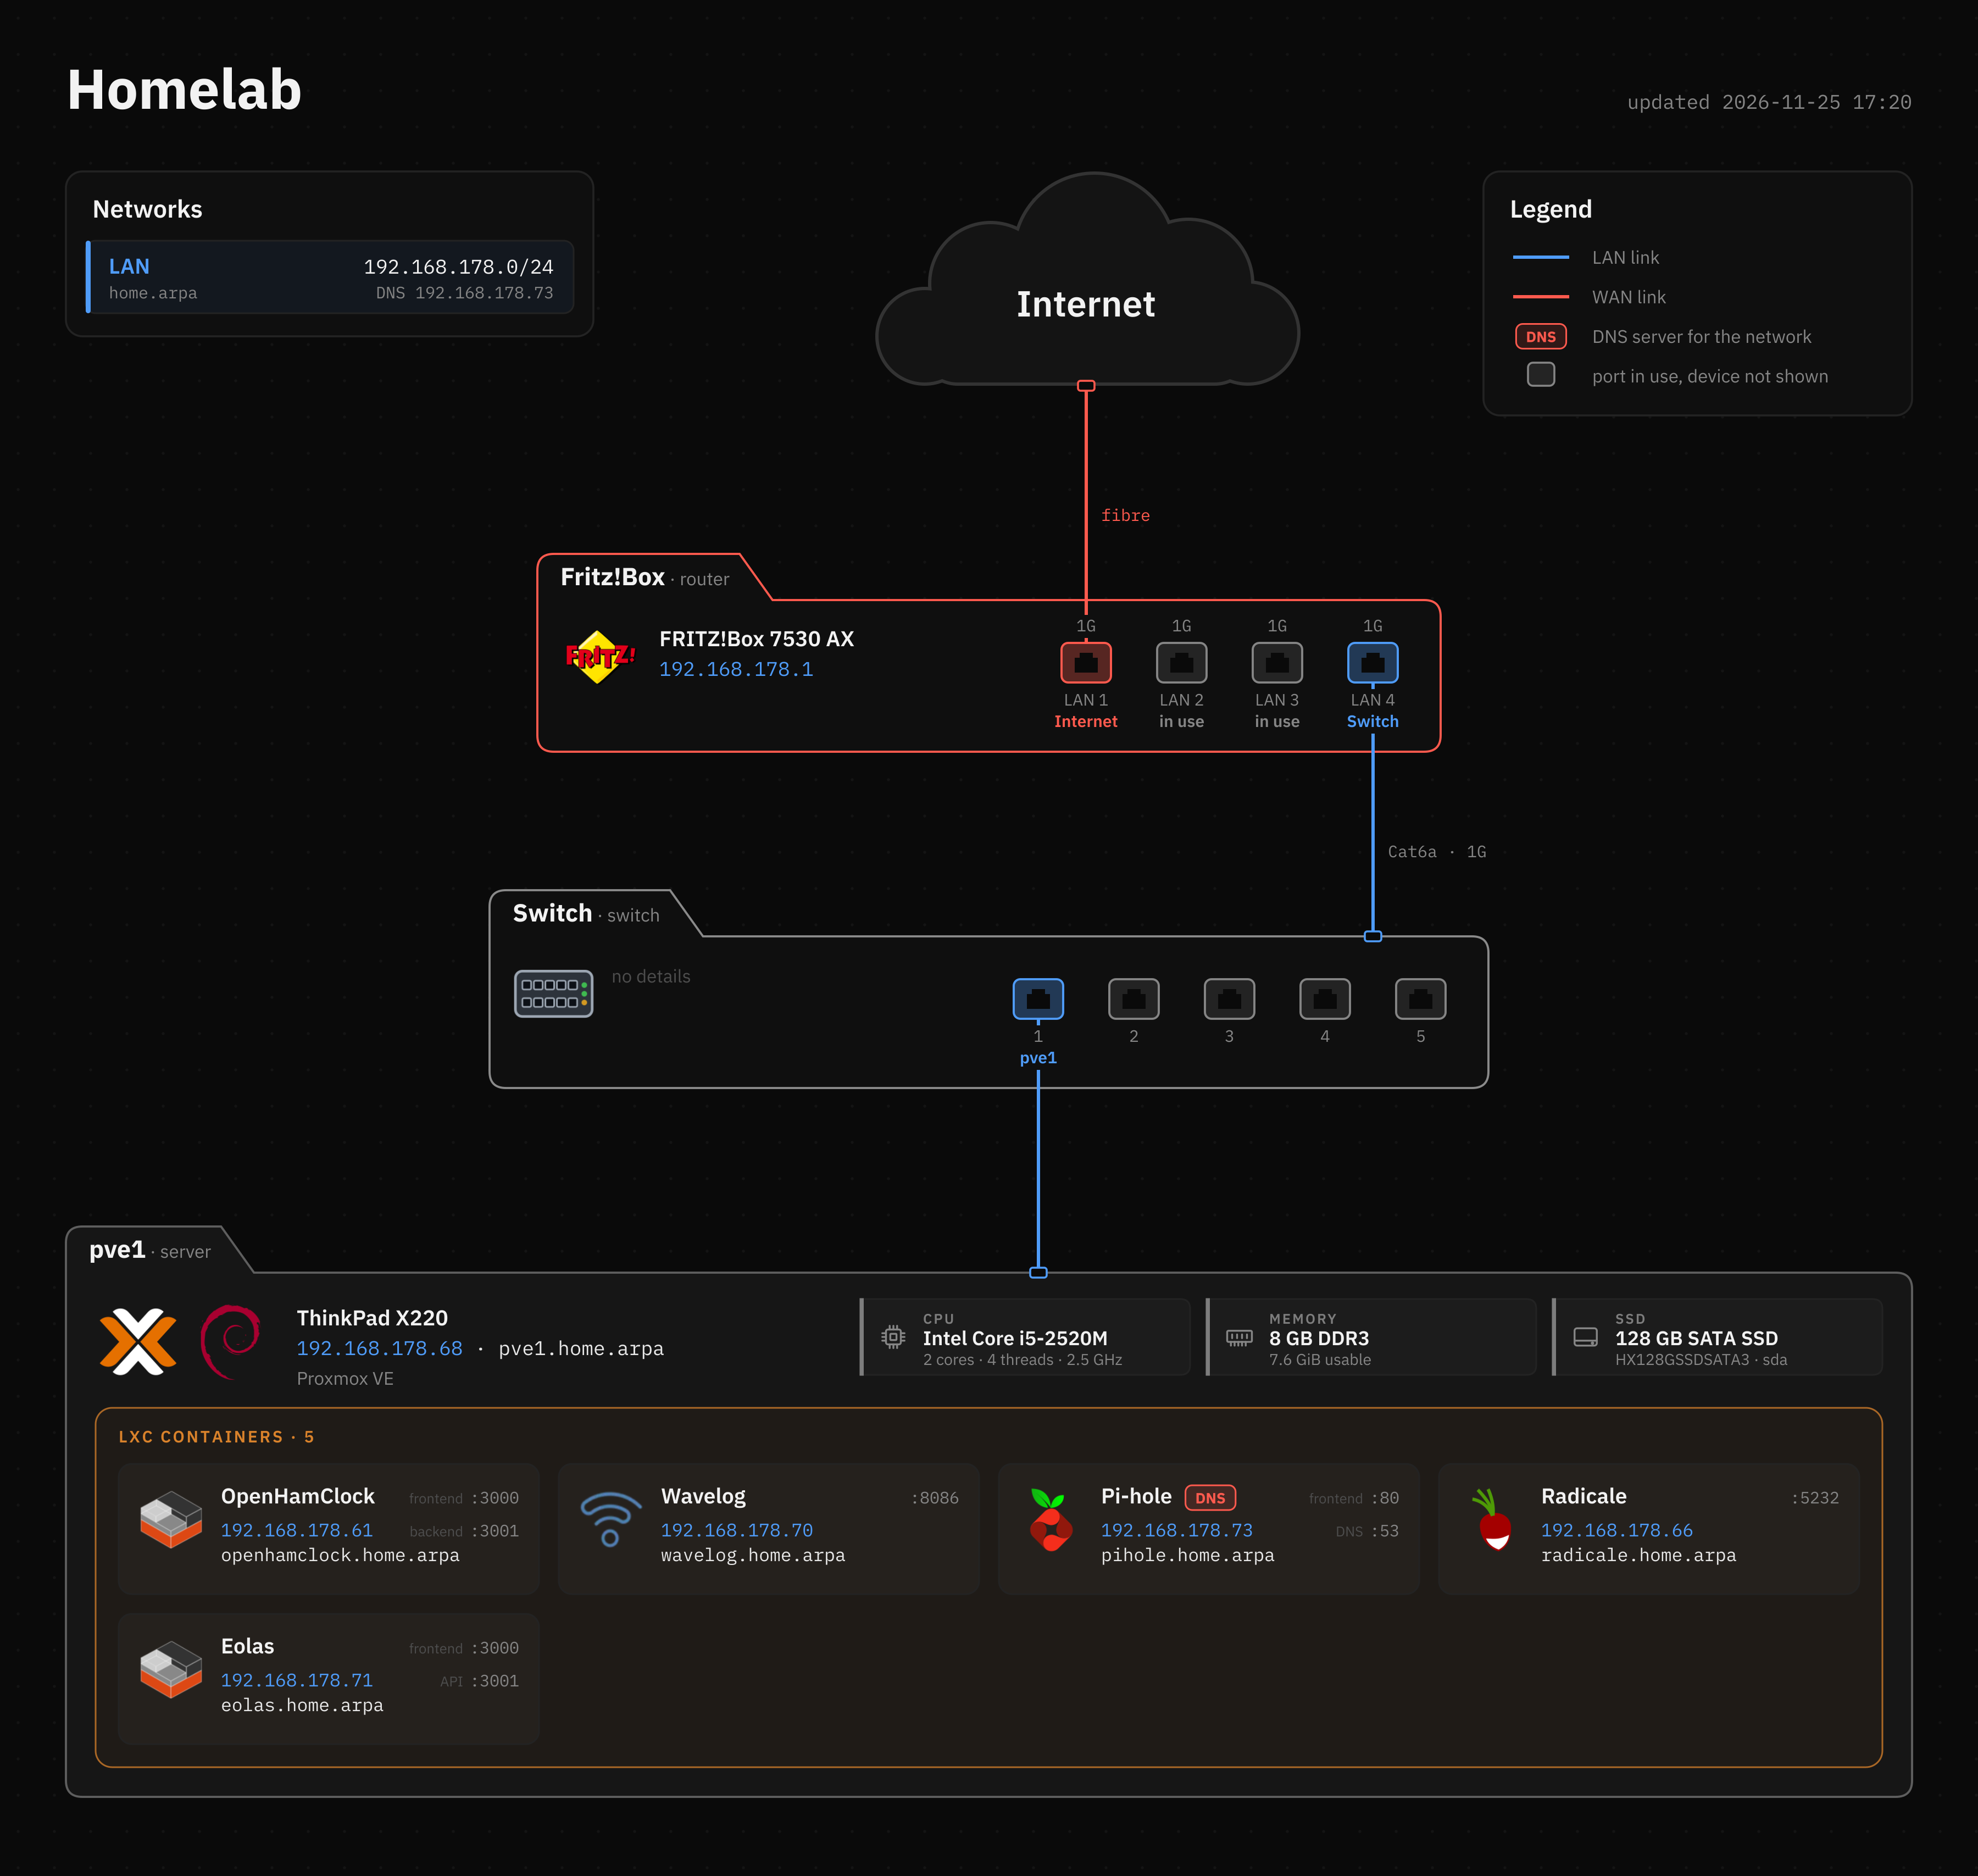 Homelab
updated 2026-11-25 17:20
Networks
LAN 192.168.178.0/24
home.arpa DNS 192.168.178.73
Internet
Legend
LAN link
WAN link
DNS DNS server for the network
port in use, device not shown
fibre
Fritz!Box · router
FRITZ!
FRITZ!Box 7530 AX
192.168.178.1
1G 1G 1G 1G
LAN 1 LAN 2 LAN 3 LAN 4
Internet in use in use Switch
Cat6a · 1G
Switch · switch
no details
1 2 3 4 5
pve1
pve1 · server
ThinkPad X220
192.168.178.68 · pve1.home.arpa
Proxmox VE
CPU
Intel Core i5-2520M
2 cores · 4 threads · 2.5 GHz
MEMORY
8 GB DDR3
7.6 GiB usable
SSD
128 GB SATA SSD
HX128GSSDSATA3 · sda
LXC CONTAINERS · 5
OpenHamClock frontend :3000
192.168.178.61 backend :3001
openhamclock.home.arpa
Wavelog :8086
192.168.178.70
wavelog.home.arpa
Pi-hole DNS frontend :80
192.168.178.73 DNS :53
pihole.home.arpa
Radicale :5232
192.168.178.66
radicale.home.arpa
Eolas frontend :3000
192.168.178.71 API :3001
eolas.home.arpa